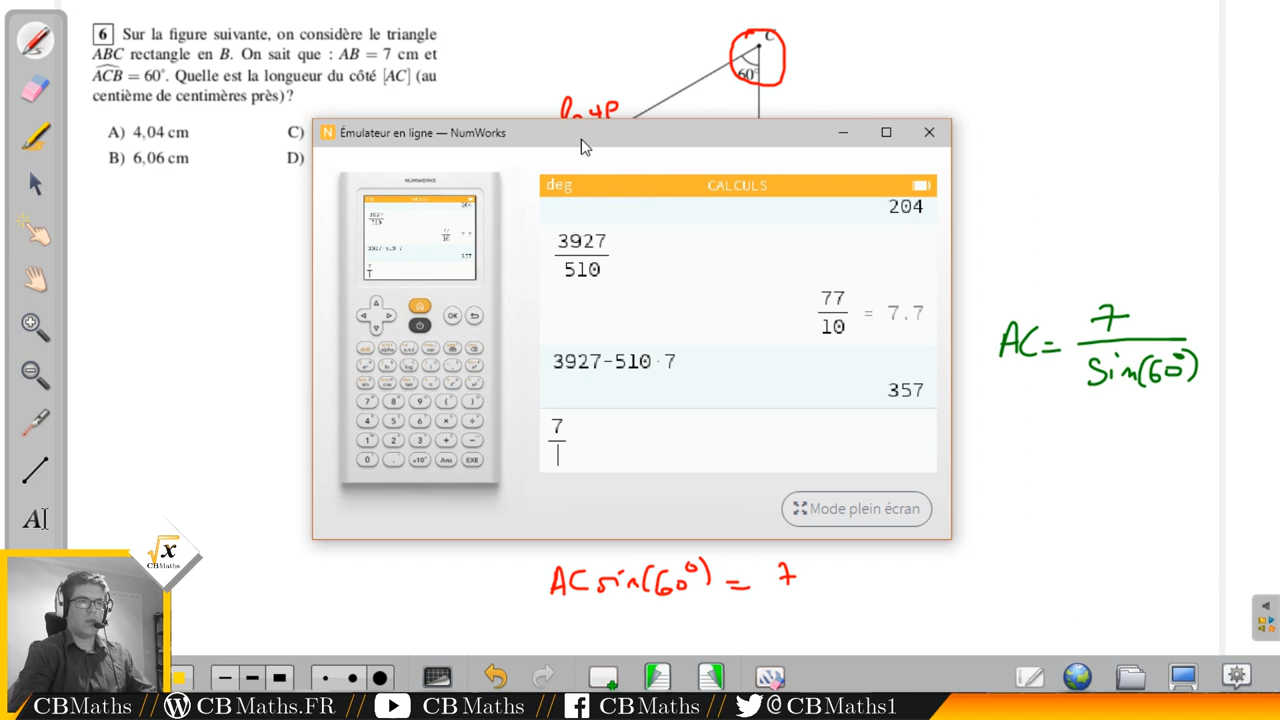 6 Sur la figure suivante, on considère le triangle
ABC rectangle en B. On sait que : AB = 7 cm et
ACB = 60°. Quelle est la longueur du côté [AC] (au
centième de centimètres près)?
A) 4,04 cm
C)
B) 6,06 cm
D)
C
60°
hyp
Émulateur en ligne — NumWorks
NUMWORKS
deg
CALCULS
204
3927
510
77
10
= 7.7
3927-510·7
357
7
Mode plein écran
AC = 7
sin(60°)
AC sin(60°) = 7
AI
√x
CBMaths
CBMaths
CBMaths.FR
CBMaths
CBMaths
@CBMaths1